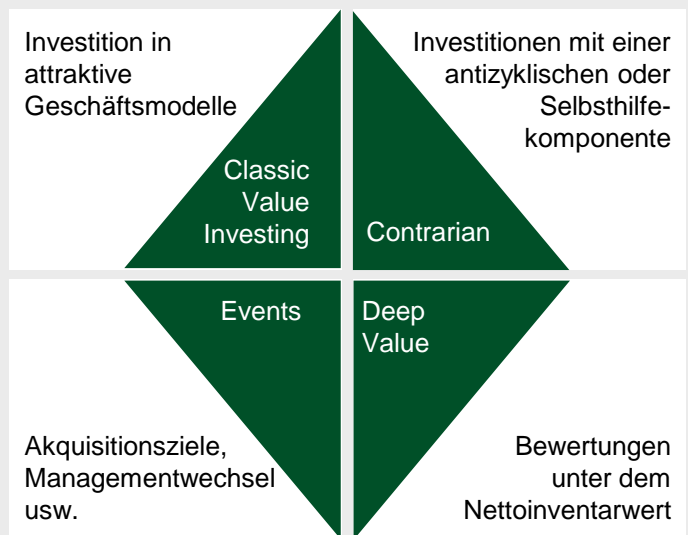 Investition in
attraktive
Geschäftsmodelle
Classic
Value
Investing
Investitionen mit einer
antizyklischen oder
Selbsthilfe-
komponente
Contrarian
Events
Akquisitionsziele,
Managementwechsel
usw.
Deep
Value
Bewertungen
unter dem
Nettoinventarwert